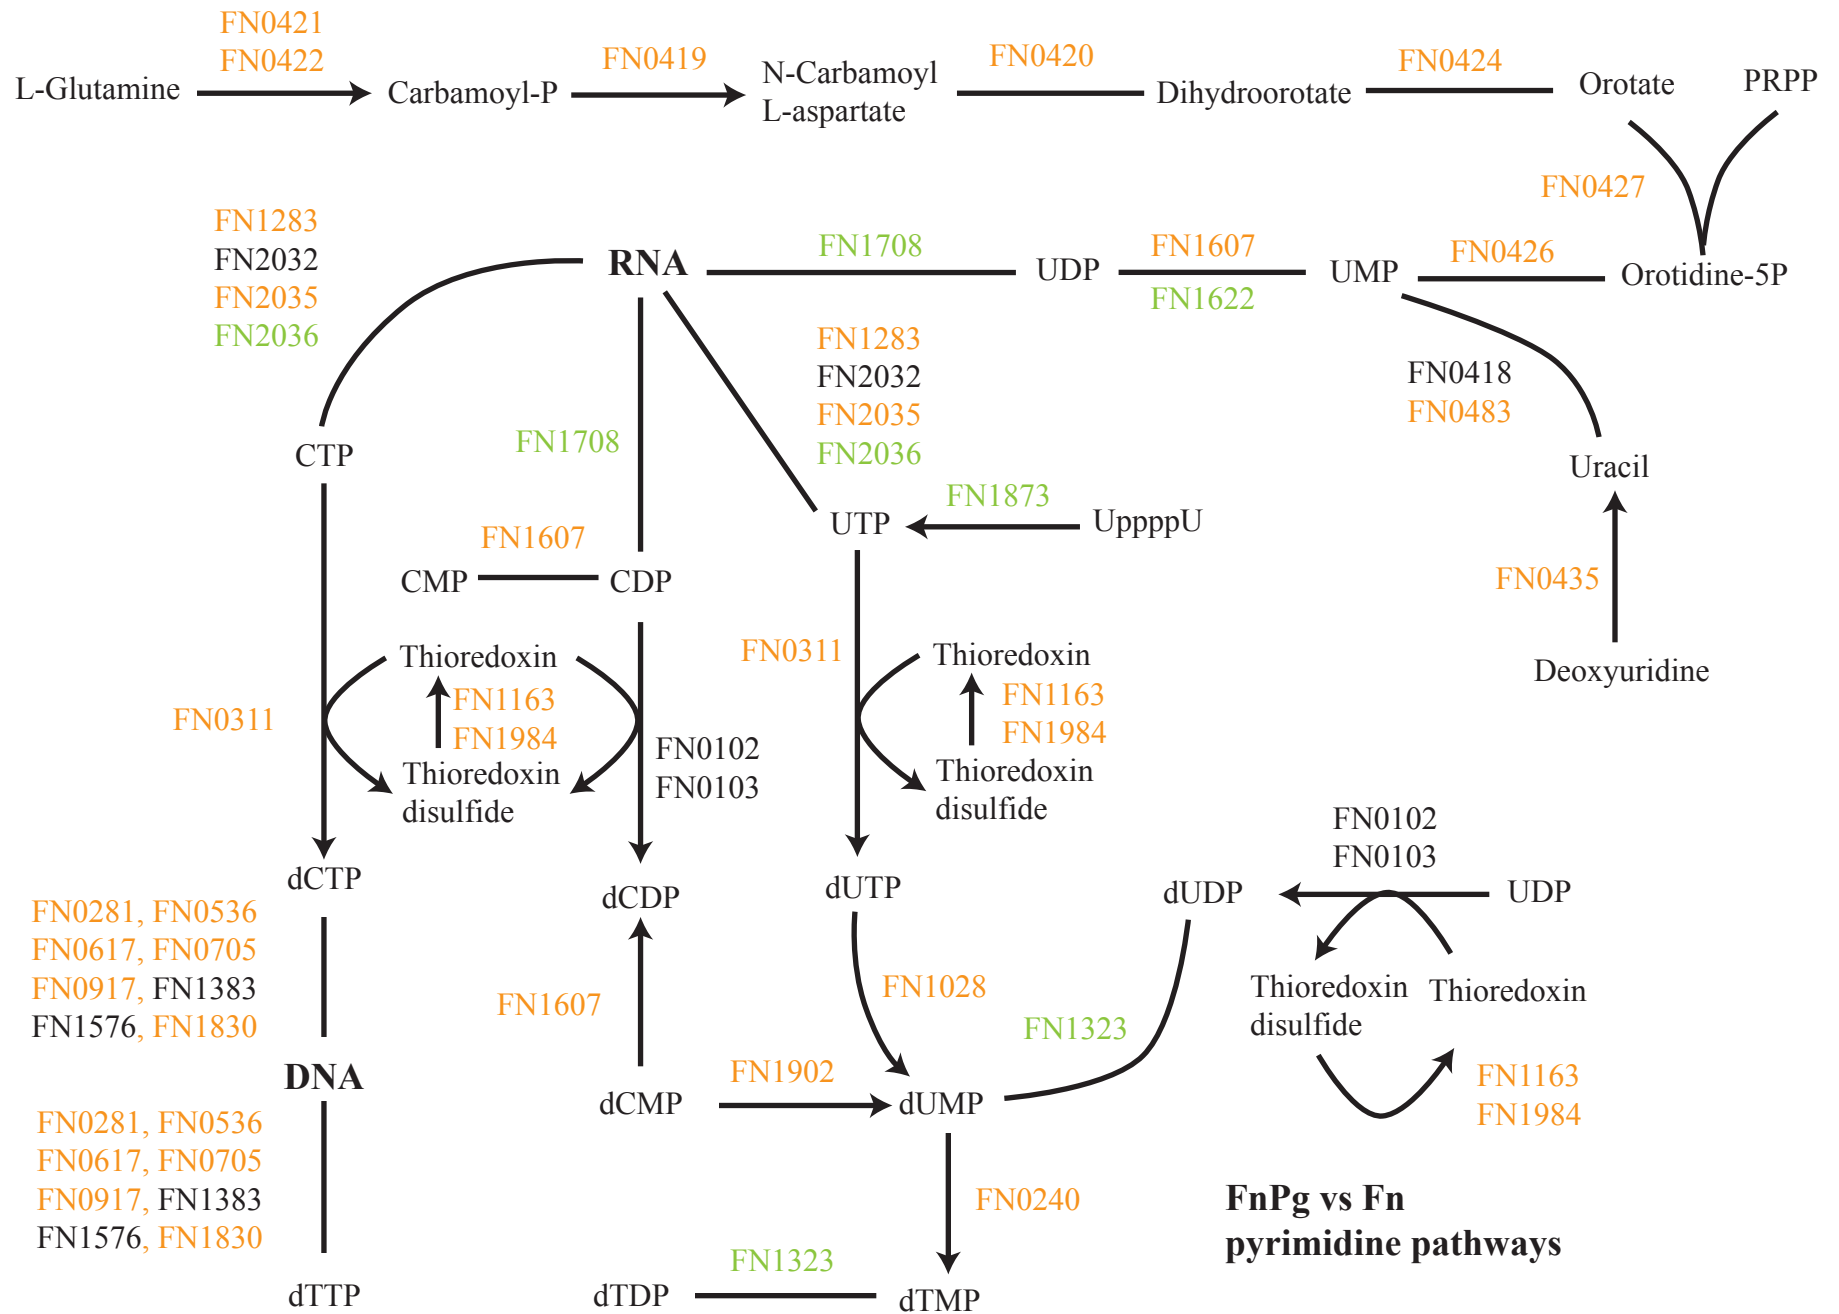 FN0421
FN0422
L-Glutamine
Carbamoyl-P
FN0419
N-Carbamoyl
L-aspartate
FN0420
Dihydroorotate
FN0424
Orotate
PRPP
FN0427
FN1283
FN2032
FN2035
FN2036
RNA
FN1708
UDP
FN1607
FN1622
UMP
FN0426
Orotidine-5P
FN1283
FN2032
FN2035
FN2036
FN0418
FN0483
CTP
FN1708
Uracil
UTP
FN1873
UppppU
FN1607
CMP
CDP
FN0435
Deoxyuridine
FN0311
Thioredoxin
FN1163
FN1984
Thioredoxin
disulfide
FN0102
FN0103
FN0311
Thioredoxin
FN1163
FN1984
Thioredoxin
disulfide
FN0102
FN0103
dCTP
dCDP
dUTP
dUDP
UDP
FN0281, FN0536
FN0617, FN0705
FN0917, FN1383
FN1576, FN1830
FN1607
FN1028
FN1323
Thioredoxin
disulfide
Thioredoxin
FN1163
FN1984
DNA
dCMP
FN1902
dUMP
FN0281, FN0536
FN0617, FN0705
FN0917, FN1383
FN1576, FN1830
FN0240
FnPg vs Fn
pyrimidine pathways
dTTP
dTDP
FN1323
dTMP